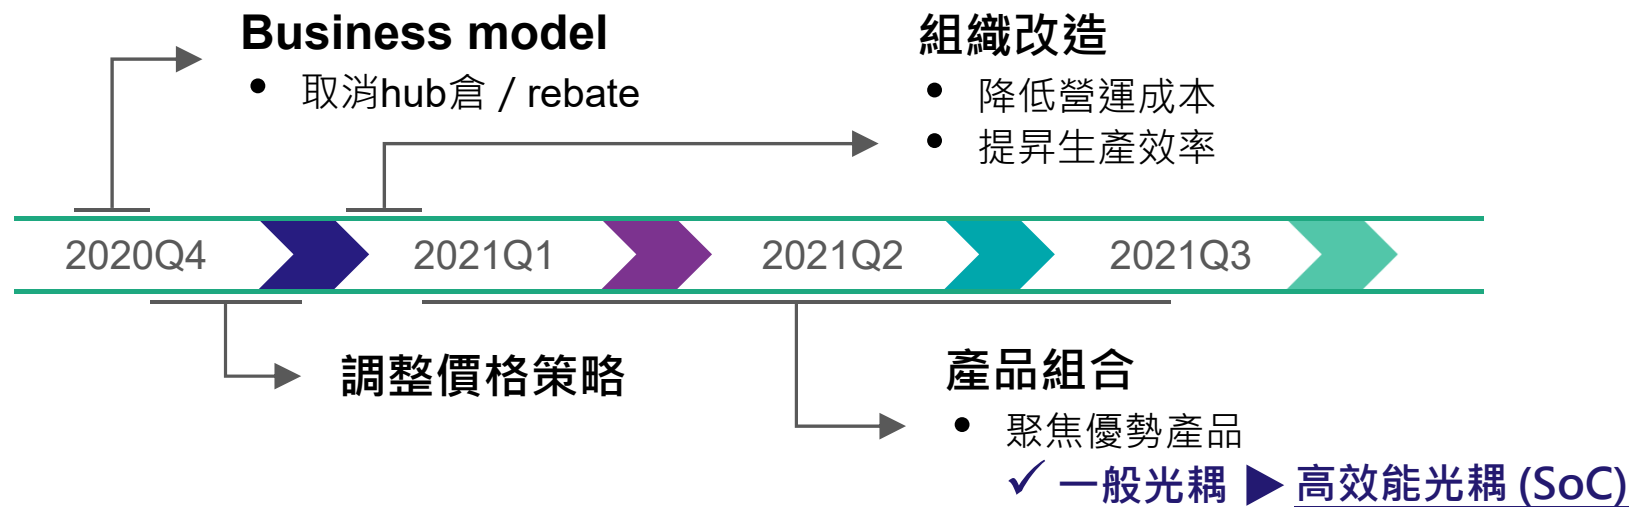 Business model
• 取消hub倉 / rebate
組織改造
• 降低營運成本
• 提昇生產效率
2020Q4
2021Q1
2021Q2
2021Q3
調整價格策略
產品組合
• 聚焦優勢產品
✓ 一般光耦 ▶ 高效能光耦 (SoC)